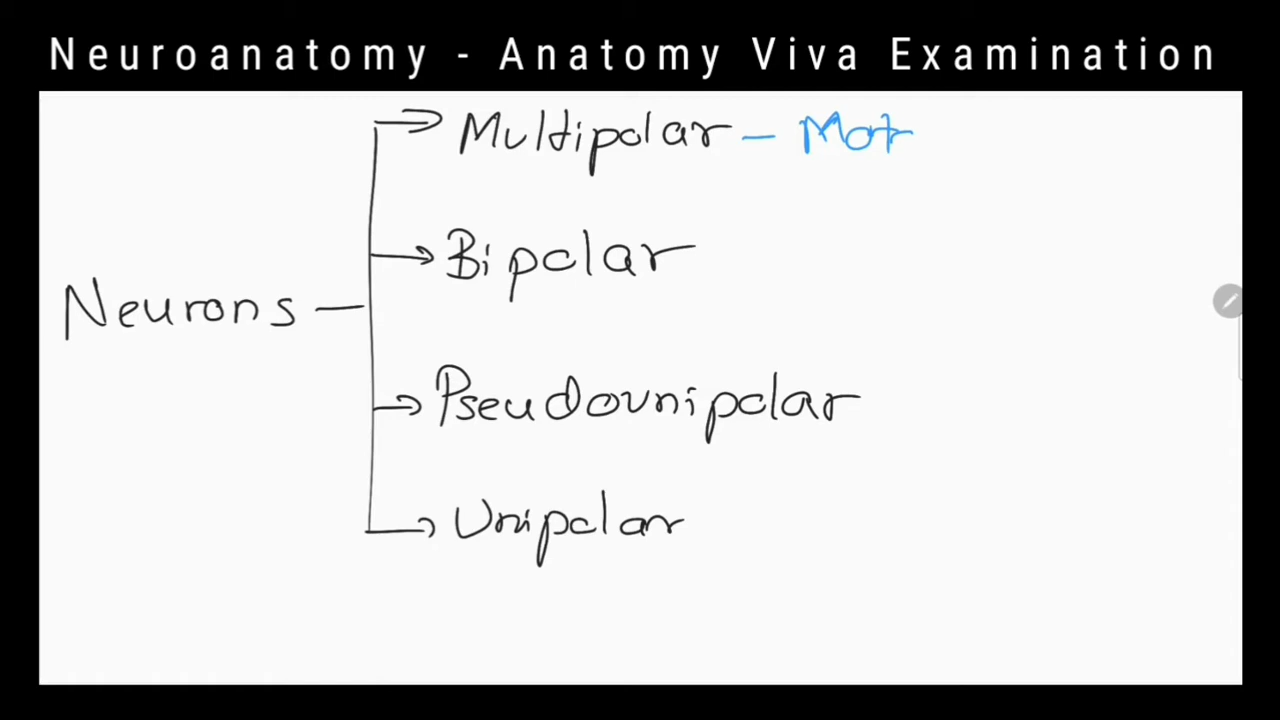 Neuroanatomy - Anatomy Viva Examination
Multipolar - Mot
Bipolar
Neurons -
Pseudounipolar
Unipolar